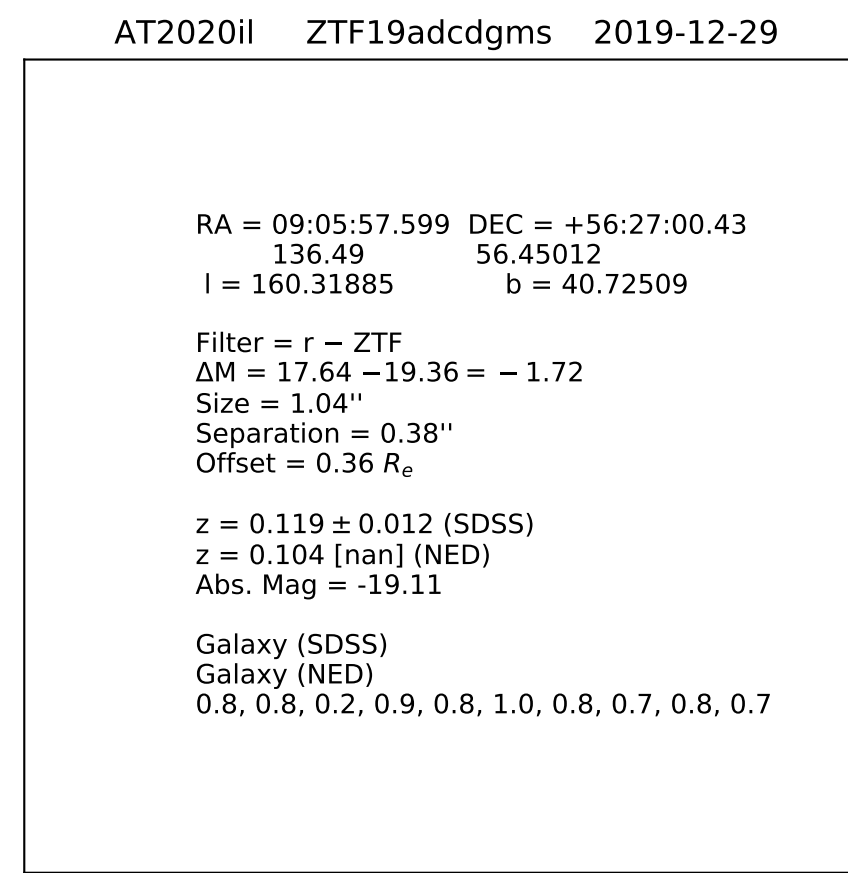 AT2020il ZTF19adcdgms 2019-12-29
RA = 09:05:57.599 DEC = +56:27:00.43
136.49 56.45012
l = 160.31885 b = 40.72509
Filter = r − ZTF
ΔM = 17.64 −19.36 = − 1.72
Size = 1.04''
Separation = 0.38''
Offset = 0.36 Rₑ
z = 0.119 ± 0.012 (SDSS)
z = 0.104 [nan] (NED)
Abs. Mag = -19.11
Galaxy (SDSS)
Galaxy (NED)
0.8, 0.8, 0.2, 0.9, 0.8, 1.0, 0.8, 0.7, 0.8, 0.7